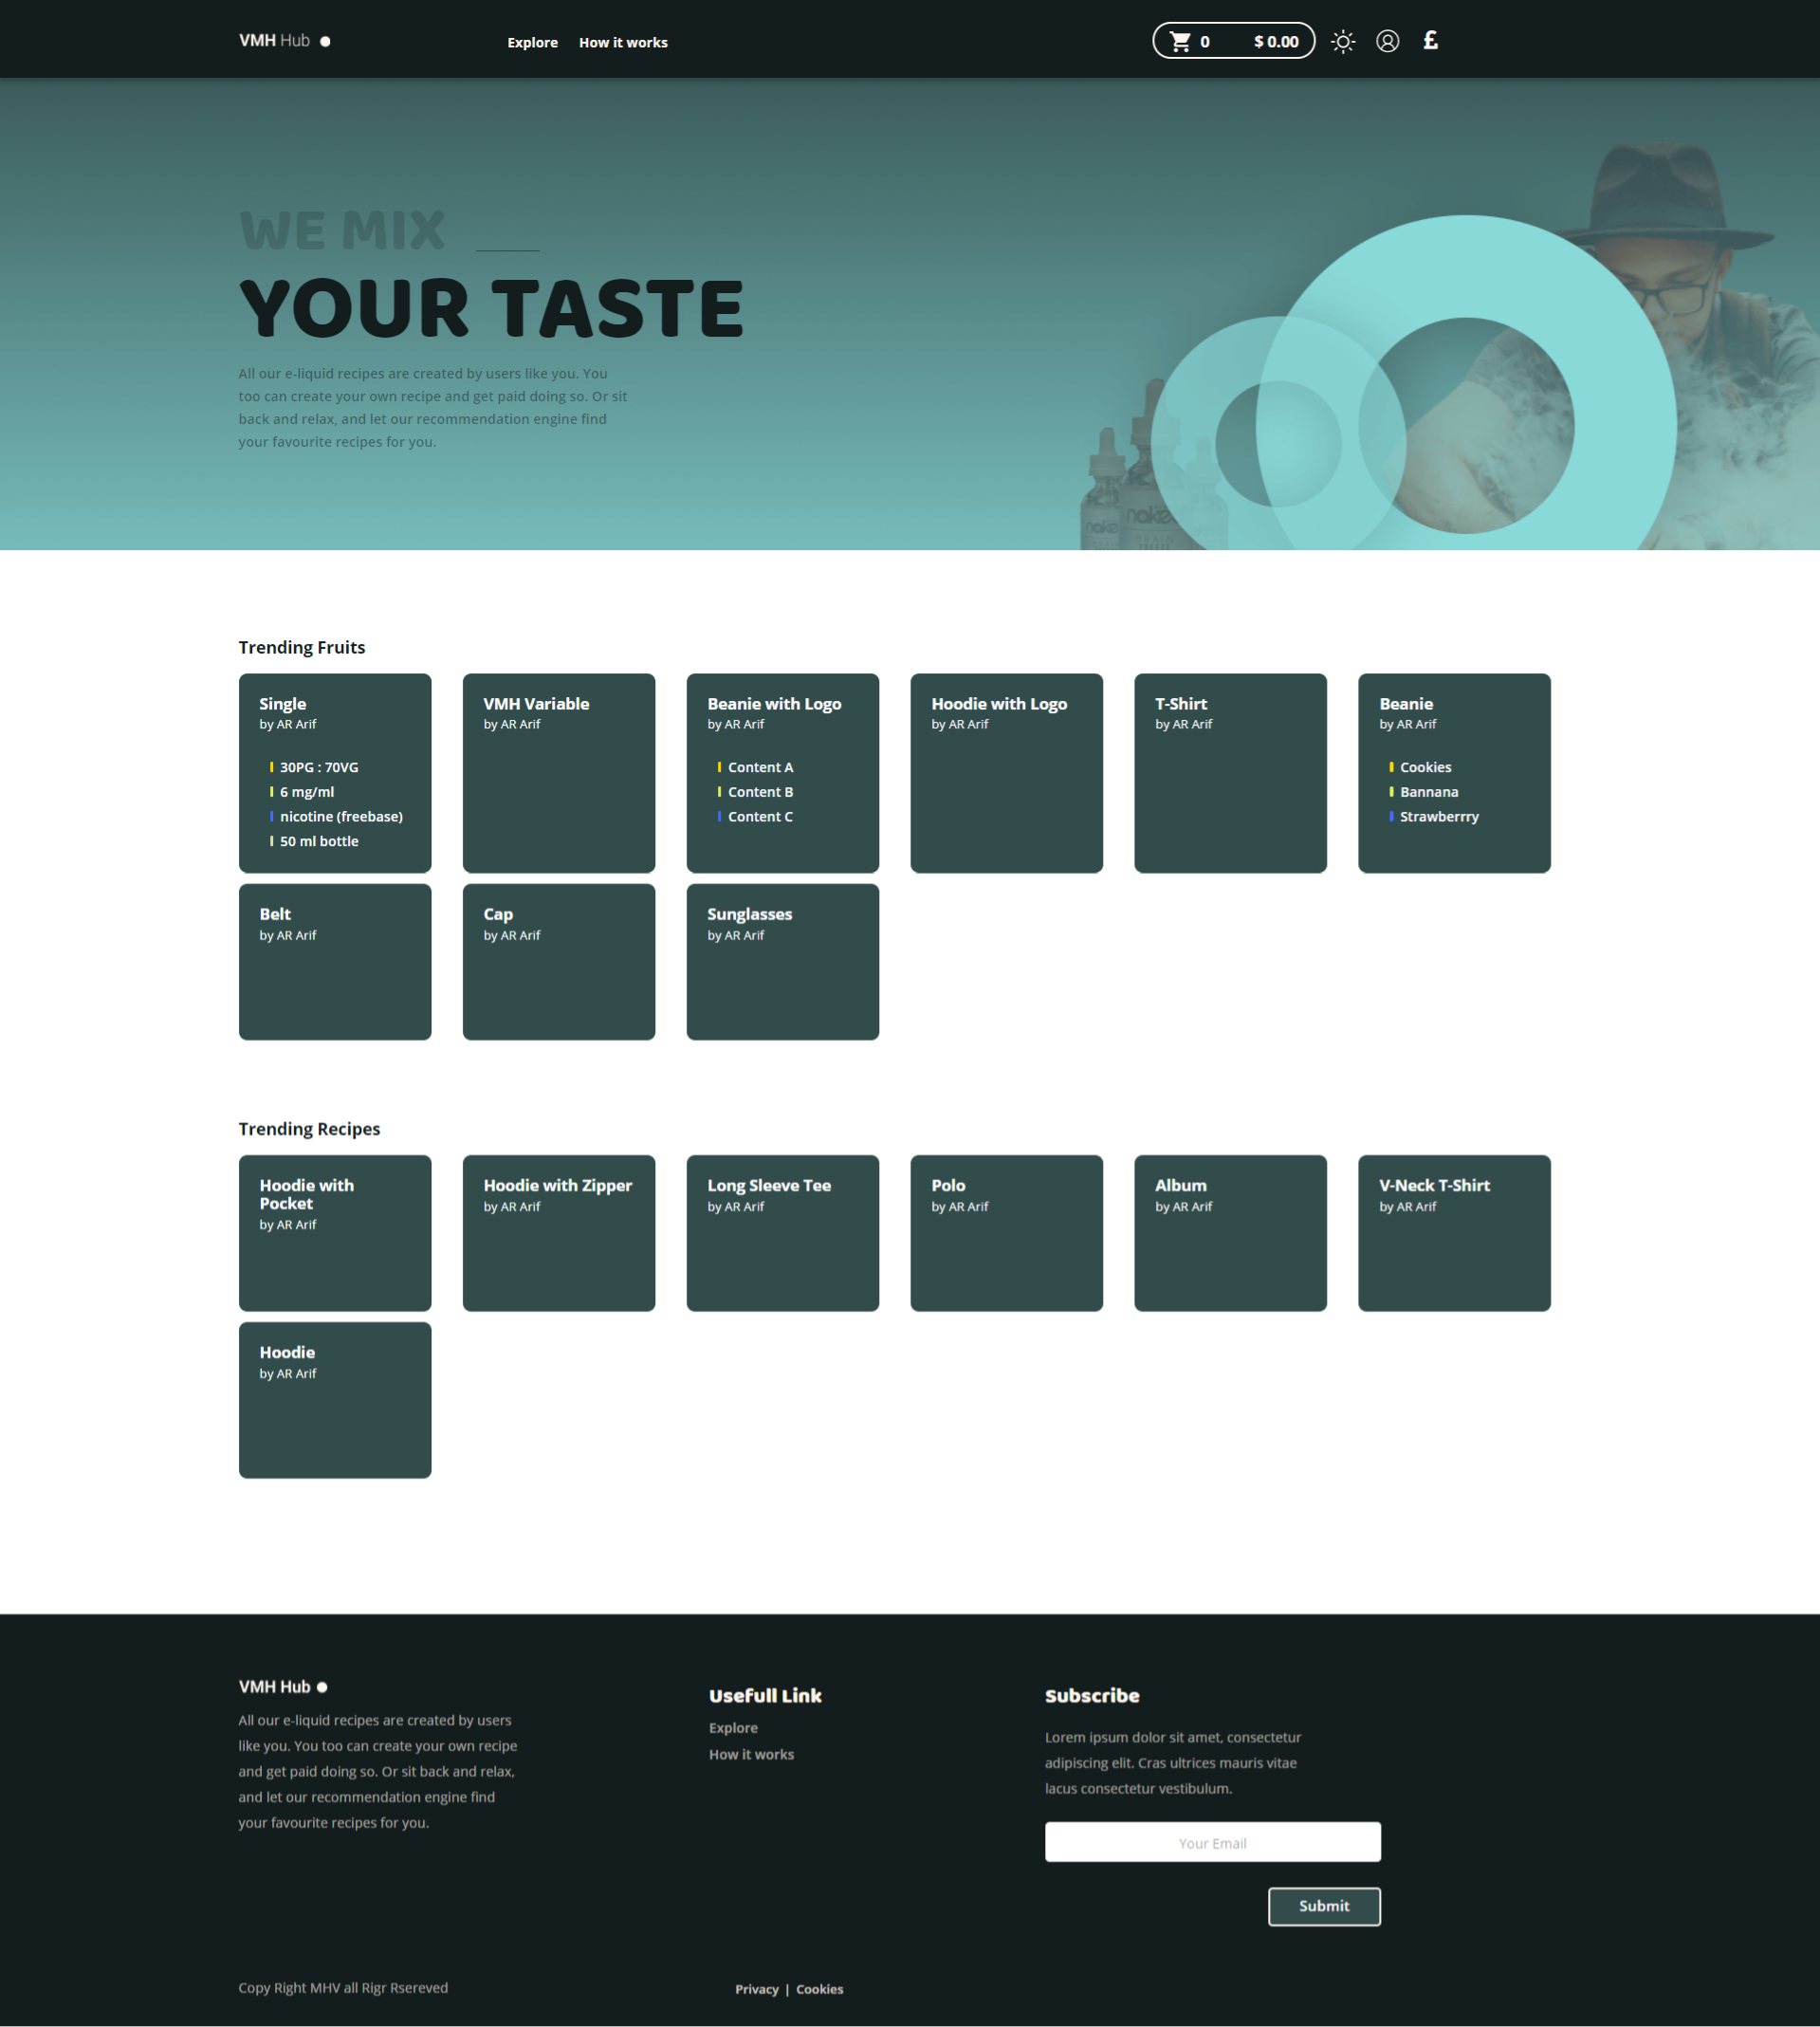 VMH Hub
Explore
How it works
0
$ 0.00
£
WE MIX
YOUR TASTE
All our e-liquid recipes are created by users like you. You
too can create your own recipe and get paid doing so. Or sit
back and relax, and let our recommendation engine find
your favourite recipes for you.
nake
naked
Trending Fruits
Single
by AR Arif
30PG : 70VG
6 mg/ml
nicotine (freebase)
50 ml bottle
VMH Variable
by AR Arif
Beanie with Logo
by AR Arif
Content A
Content B
Content C
Hoodie with Logo
by AR Arif
T-Shirt
by AR Arif
Beanie
by AR Arif
Cookies
Bannana
Strawberrry
Belt
by AR Arif
Cap
by AR Arif
Sunglasses
by AR Arif
Trending Recipes
Hoodie with
Pocket
by AR Arif
Hoodie with Zipper
by AR Arif
Long Sleeve Tee
by AR Arif
Polo
by AR Arif
Album
by AR Arif
V-Neck T-Shirt
by AR Arif
Hoodie
by AR Arif
VMH Hub
All our e-liquid recipes are created by users
like you. You too can create your own recipe
and get paid doing so. Or sit back and relax,
and let our recommendation engine find
your favourite recipes for you.
Usefull Link
Explore
How it works
Subscribe
Lorem ipsum dolor sit amet, consectetur
adipiscing elit. Cras ultrices mauris vitae
lacus consectetur vestibulum.
Your Email
Submit
Copy Right MHV all Rigr Rsereved
Privacy | Cookies